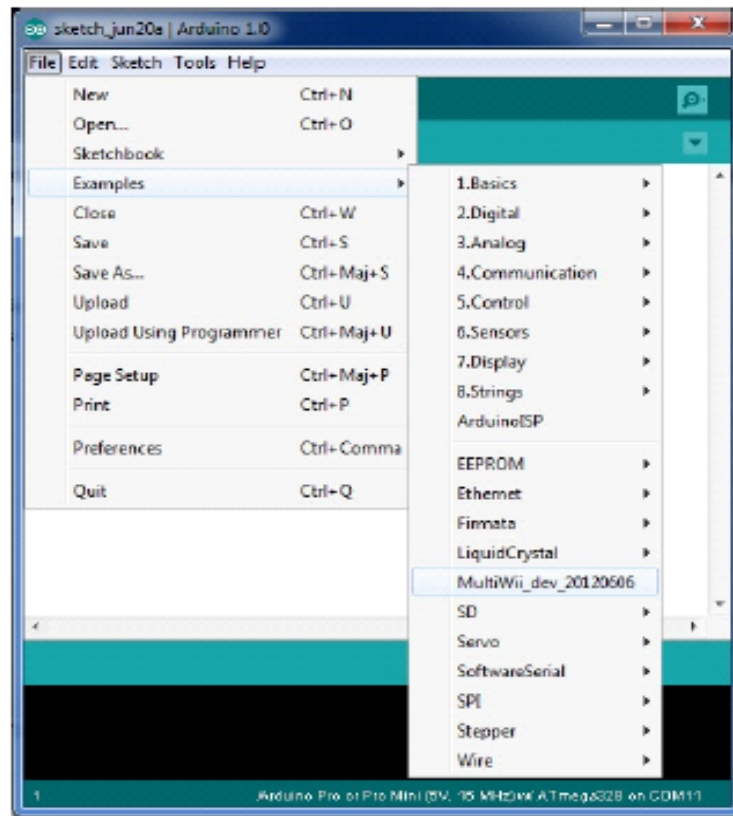 sketch_jun20a | Arduino 1.0
File Edit Sketch Tools Help
New Ctrl+N
Open... Ctrl+O
Sketchbook
Examples
Close Ctrl+W
Save Ctrl+S
Save As... Ctrl+Maj+S
Upload Ctrl+U
Upload Using Programmer Ctrl+Maj+U
Page Setup Ctrl+Maj+P
Print Ctrl+P
Preferences Ctrl+Comma
Quit Ctrl+Q
1.Basics
2.Digital
3.Analog
4.Communication
5.Control
6.Sensors
7.Display
8.Strings
ArduinoISP
EEPROM
Ethernet
Firmata
LiquidCrystal
MultiWii_dev_20120606
SD
Servo
SoftwareSerial
SPI
Stepper
Wire
1 Arduino Pro or Pro Mini (5V, 16 MHz) w/ ATmega328 on COM11